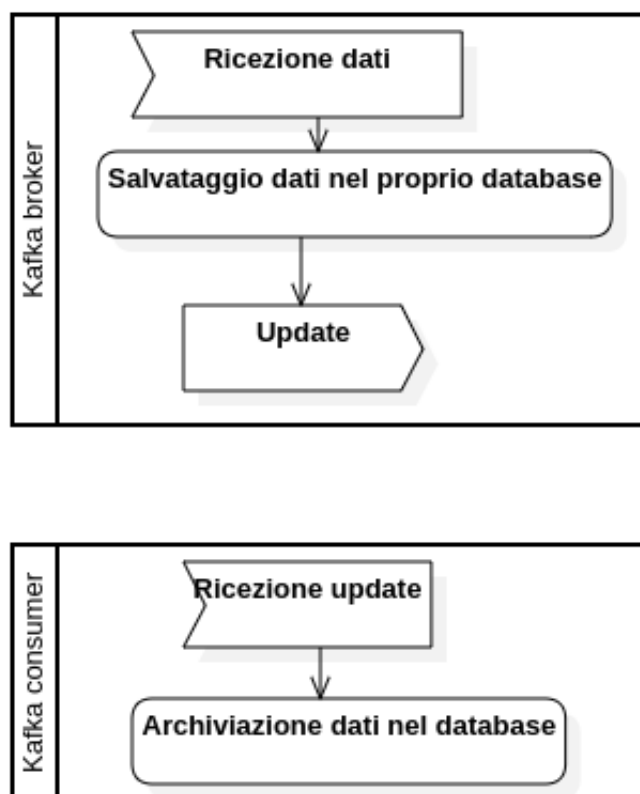 Kafka broker
Ricezione dati
Salvataggio dati nel proprio database
Update
Kafka consumer
Ricezione update
Archiviazione dati nel database